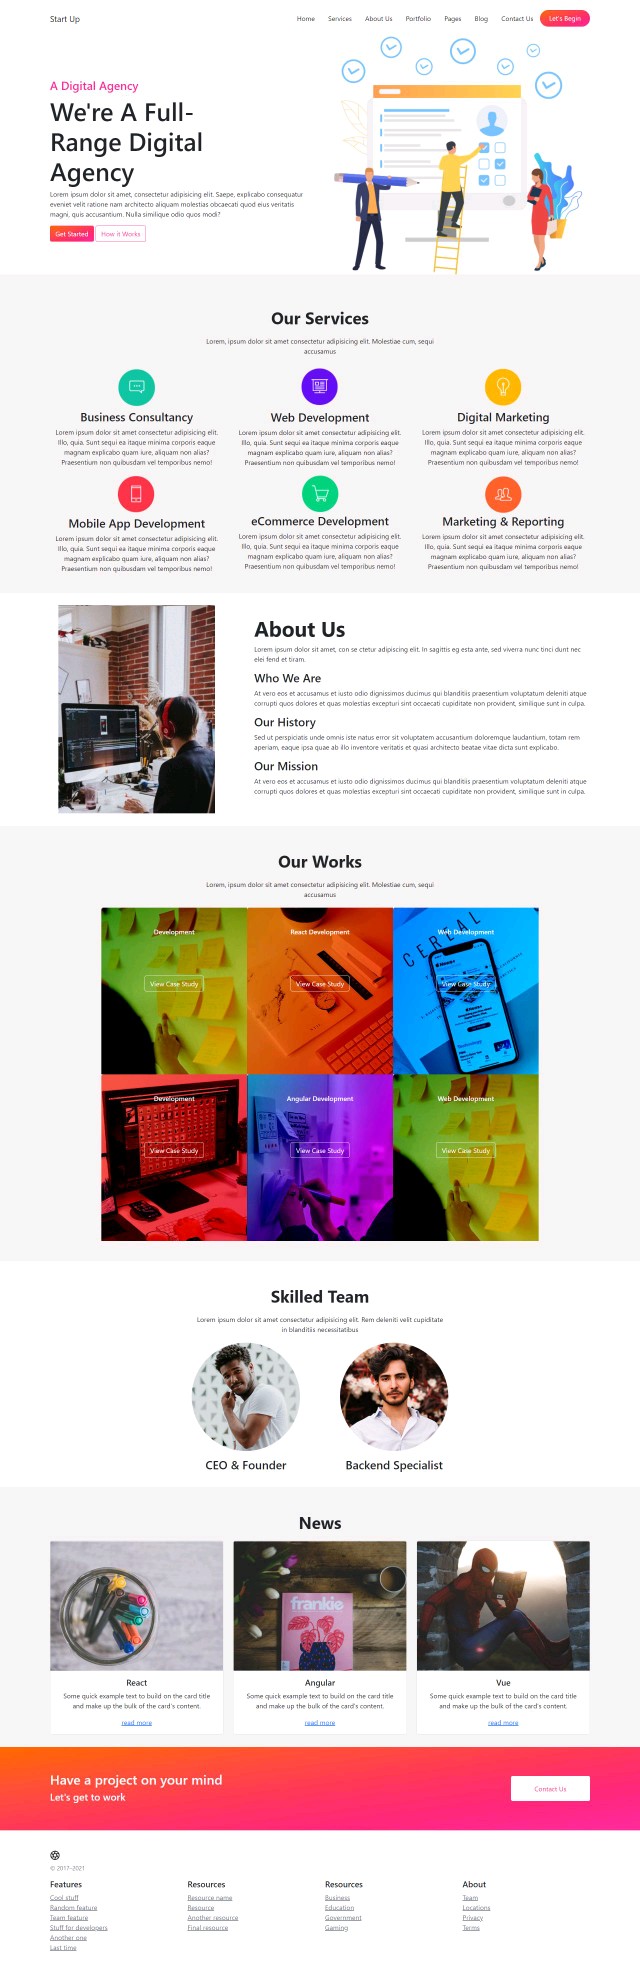 Start Up
Home Services About Us Portfolio Pages Blog Contact Us Let's Begin
A Digital Agency
We're A Full-
Range Digital
Agency
Lorem ipsum dolor sit amet, consectetur adipisicing elit. Saepe, explicabo consequatur
eveniet velit ratione nam architecto aliquam molestias obcaecati quod eius veritatis
magni, quis accusantium. Nulla similique odio quos modi?
Get Started How it Works
Our Services
Lorem, ipsum dolor sit amet consectetur adipisicing elit. Molestiae cum, sequi
accusamus
Business Consultancy
Lorem ipsum dolor sit amet consectetur adipisicing elit.
Illo, quia. Sunt sequi ea itaque minima corporis eaque
magnam explicabo quam iure, aliquam non alias?
Praesentium non quibusdam vel temporibus nemo!
Web Development
Lorem ipsum dolor sit amet consectetur adipisicing elit.
Illo, quia. Sunt sequi ea itaque minima corporis eaque
magnam explicabo quam iure, aliquam non alias?
Praesentium non quibusdam vel temporibus nemo!
Digital Marketing
Lorem ipsum dolor sit amet consectetur adipisicing elit.
Illo, quia. Sunt sequi ea itaque minima corporis eaque
magnam explicabo quam iure, aliquam non alias?
Praesentium non quibusdam vel temporibus nemo!
Mobile App Development
Lorem ipsum dolor sit amet consectetur adipisicing elit.
Illo, quia. Sunt sequi ea itaque minima corporis eaque
magnam explicabo quam iure, aliquam non alias?
Praesentium non quibusdam vel temporibus nemo!
eCommerce Development
Lorem ipsum dolor sit amet consectetur adipisicing elit.
Illo, quia. Sunt sequi ea itaque minima corporis eaque
magnam explicabo quam iure, aliquam non alias?
Praesentium non quibusdam vel temporibus nemo!
Marketing & Reporting
Lorem ipsum dolor sit amet consectetur adipisicing elit.
Illo, quia. Sunt sequi ea itaque minima corporis eaque
magnam explicabo quam iure, aliquam non alias?
Praesentium non quibusdam vel temporibus nemo!
About Us
Lorem ipsum dolor sit amet, con se ctetur adipiscing elit. In sagittis eg esta ante, sed viverra nunc tinci dunt nec
elei fend et tiram.
Who We Are
At vero eos et accusamus et iusto odio dignissimos ducimus qui blanditiis praesentium voluptatum deleniti atque
corrupti quos dolores et quas molestias excepturi sint occaecati cupiditate non provident, similique sunt in culpa.
Our History
Sed ut perspiciatis unde omnis iste natus error sit voluptatem accusantium doloremque laudantium, totam rem
aperiam, eaque ipsa quae ab illo inventore veritatis et quasi architecto beatae vitae dicta sunt explicabo.
Our Mission
At vero eos et accusamus et iusto odio dignissimos ducimus qui blanditiis praesentium voluptatum deleniti atque
corrupti quos dolores et quas molestias excepturi sint occaecati cupiditate non provident, similique sunt in culpa.
Our Works
Lorem, ipsum dolor sit amet consectetur adipisicing elit. Molestiae cum, sequi
accusamus
Development
View Case Study
React Development
View Case Study
CEREAL
Web Development
View Case Study
Development
View Case Study
Angular Development
View Case Study
Web Development
View Case Study
Skilled Team
Lorem ipsum dolor sit amet consectetur adipisicing elit. Rem deleniti velit cupiditate
in blanditiis necessitatibus
CEO & Founder
Backend Specialist
News
frankie
React
Some quick example text to build on the card title
and make up the bulk of the card's content.
read more
Angular
Some quick example text to build on the card title
and make up the bulk of the card's content.
read more
Vue
Some quick example text to build on the card title
and make up the bulk of the card's content.
read more
Have a project on your mind
Let's get to work
Contact Us
© 2017–2021
Features
Cool stuff
Random feature
Team feature
Stuff for developers
Another one
Last time
Resources
Resource name
Resource
Another resource
Final resource
Resources
Business
Education
Government
Gaming
About
Team
Locations
Privacy
Terms